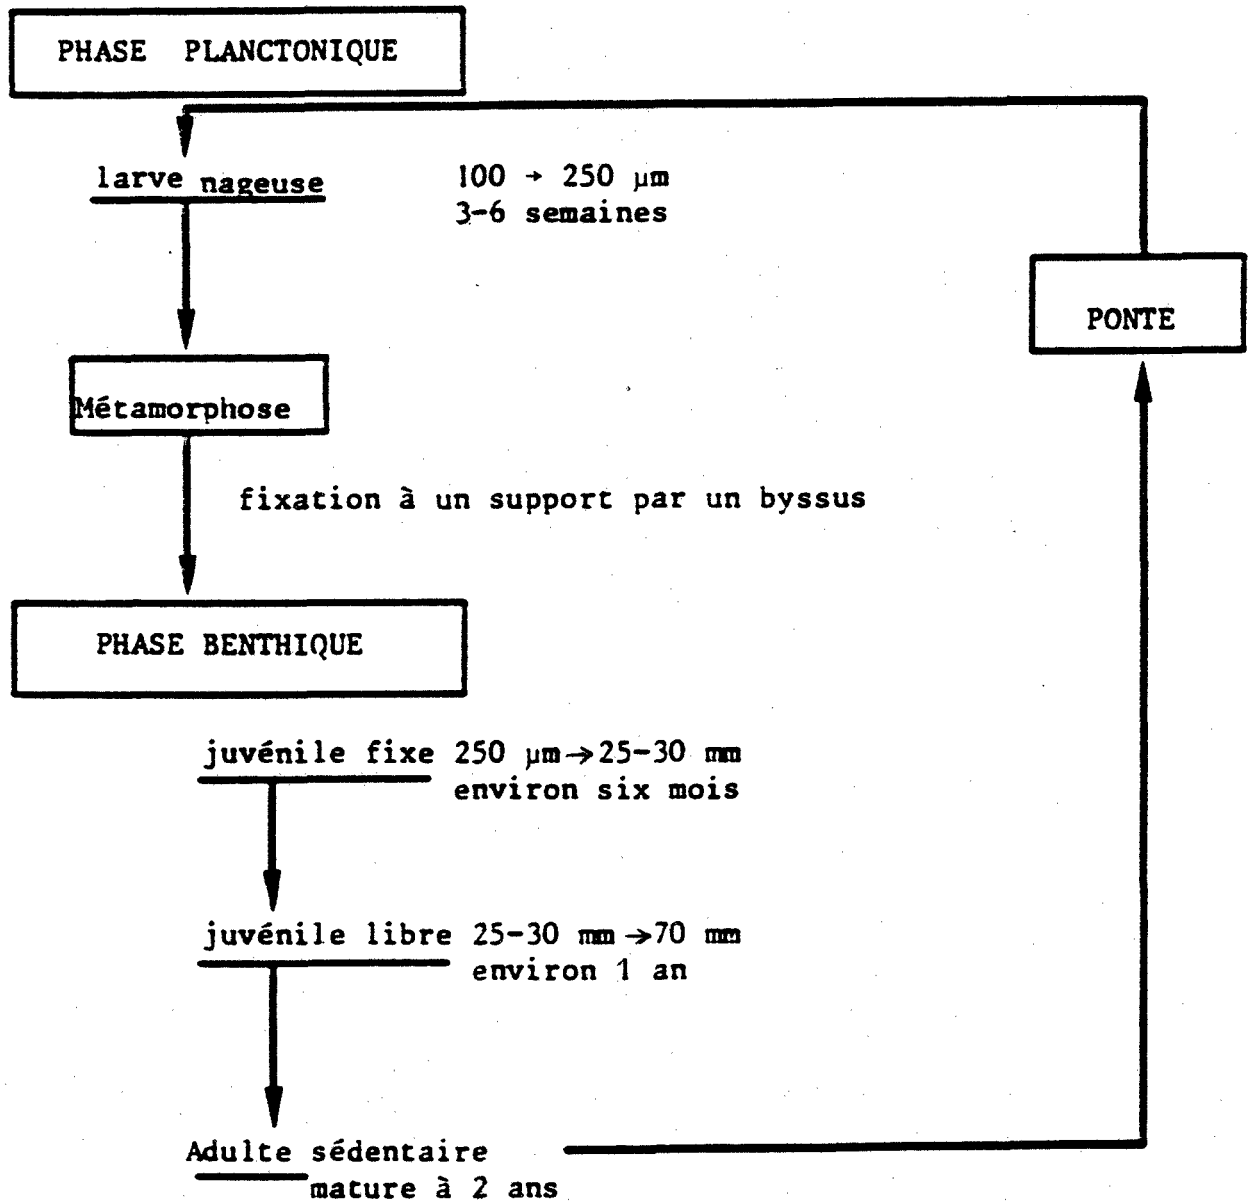 PHASE PLANCTONIQUE
larve nageuse 100 → 250 µm
3-6 semaines
PONTE
Métamorphose
fixation à un support par un byssus
PHASE BENTHIQUE
juvénile fixe 250 µm→25-30 mm
environ six mois
juvénile libre 25-30 mm→70 mm
environ 1 an
Adulte sédentaire
mature à 2 ans